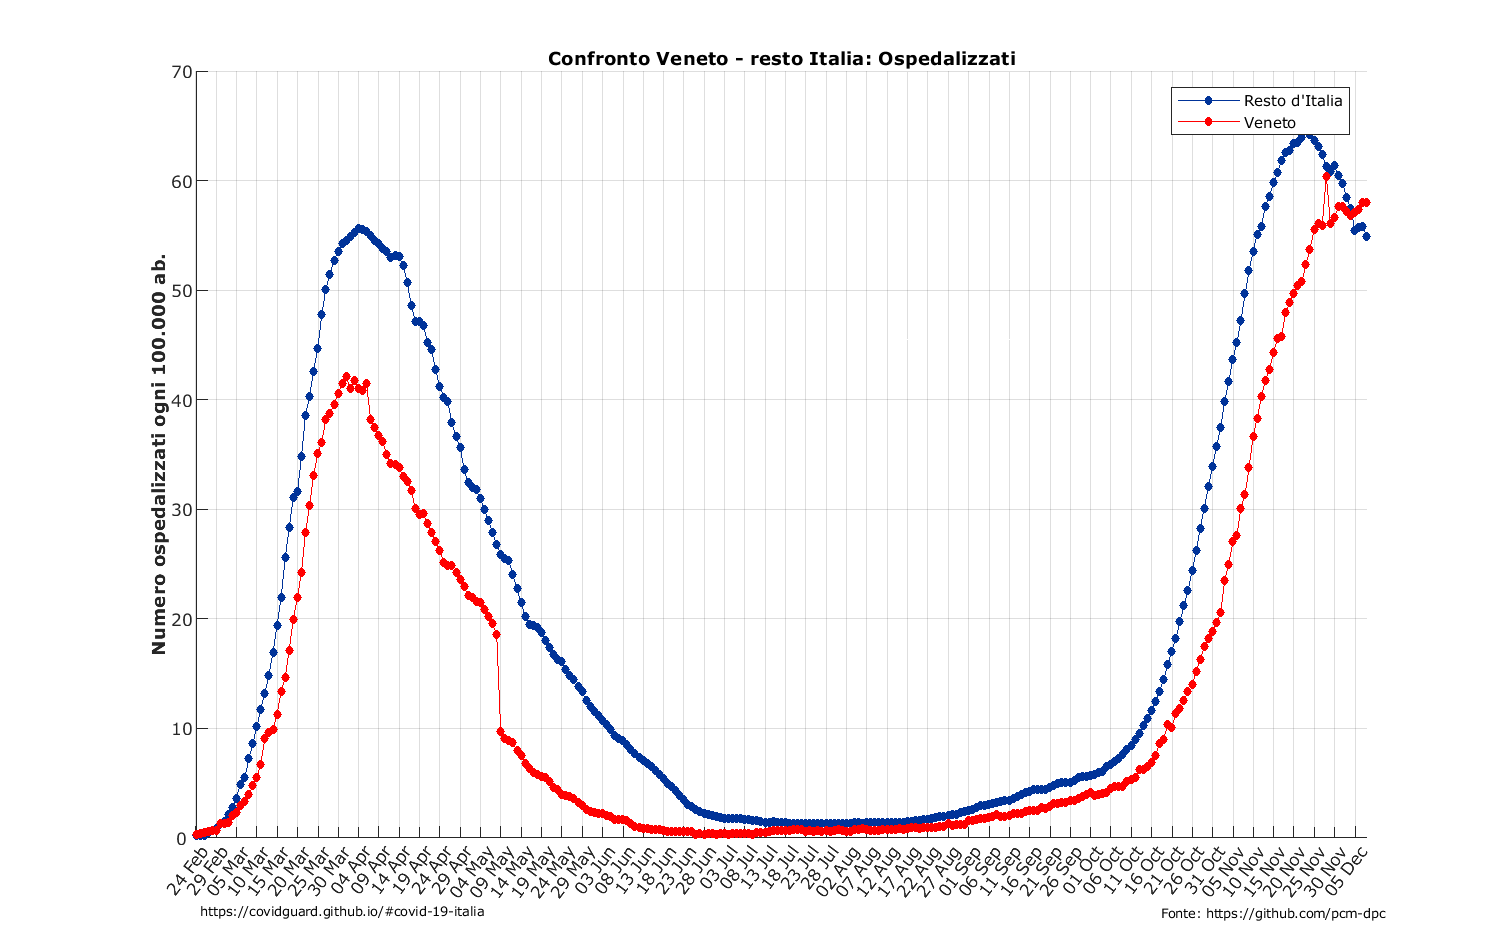 Confronto Veneto - resto Italia: Ospedalizzati
Resto d'Italia
Veneto
Numero ospedalizzati ogni 100.000 ab.
70
60
50
40
30
20
10
0
24 Feb
29 Feb
05 Mar
10 Mar
15 Mar
20 Mar
25 Mar
30 Mar
04 Apr
09 Apr
14 Apr
19 Apr
24 Apr
29 Apr
04 May
09 May
14 May
19 May
24 May
29 May
03 Jun
08 Jun
13 Jun
18 Jun
23 Jun
28 Jun
03 Jul
08 Jul
13 Jul
18 Jul
23 Jul
28 Jul
02 Aug
07 Aug
12 Aug
17 Aug
22 Aug
27 Aug
01 Sep
06 Sep
11 Sep
16 Sep
21 Sep
26 Sep
01 Oct
06 Oct
11 Oct
16 Oct
21 Oct
26 Oct
31 Oct
05 Nov
10 Nov
15 Nov
20 Nov
25 Nov
30 Nov
05 Dec
https://covidguard.github.io/#covid-19-italia
Fonte: https://github.com/pcm-dpc